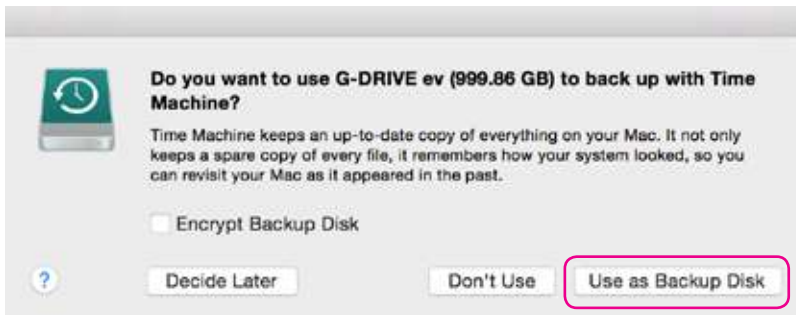 Do you want to use G-DRIVE ev (999.86 GB) to back up with Time
Machine?
Time Machine keeps an up-to-date copy of everything on your Mac. It not only
keeps a spare copy of every file, it remembers how your system looked, so you
can revisit your Mac as it appeared in the past.
Encrypt Backup Disk
? Decide Later Don't Use Use as Backup Disk